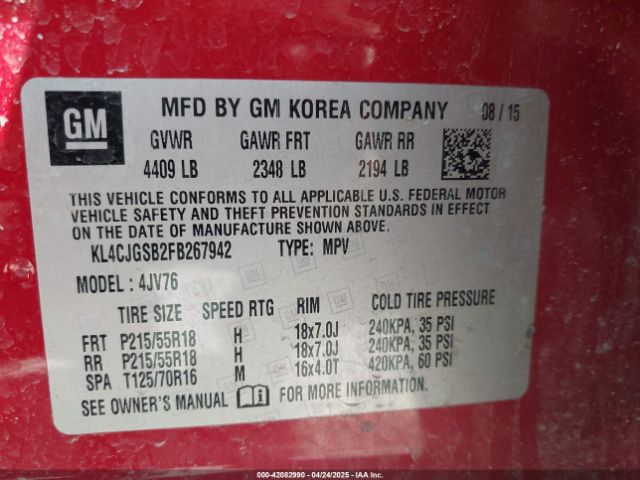 GM
MFD BY GM KOREA COMPANY 08/15
GVWR GAWR FRT GAWR RR
4409 LB 2348 LB 2194 LB
THIS VEHICLE CONFORMS TO ALL APPLICABLE U.S. FEDERAL MOTOR
VEHICLE SAFETY AND THEFT PREVENTION STANDARDS IN EFFECT
ON THE DATE OF MANUFACTURE SHOWN ABOVE.
KL4CJGSB2FB267942 TYPE: MPV
MODEL: 4JV76
TIRE SIZE SPEED RTG RIM COLD TIRE PRESSURE
FRT P215/55R18 H 18x7.0J 240KPA, 35 PSI
RR P215/55R18 H 18x7.0J 240KPA, 35 PSI
SPA T125/70R16 M 16x4.0T 420KPA, 60 PSI
SEE OWNER'S MANUAL i FOR MORE INFORMATION.
000-42082990 - 04/24/2025 - IAAI.com